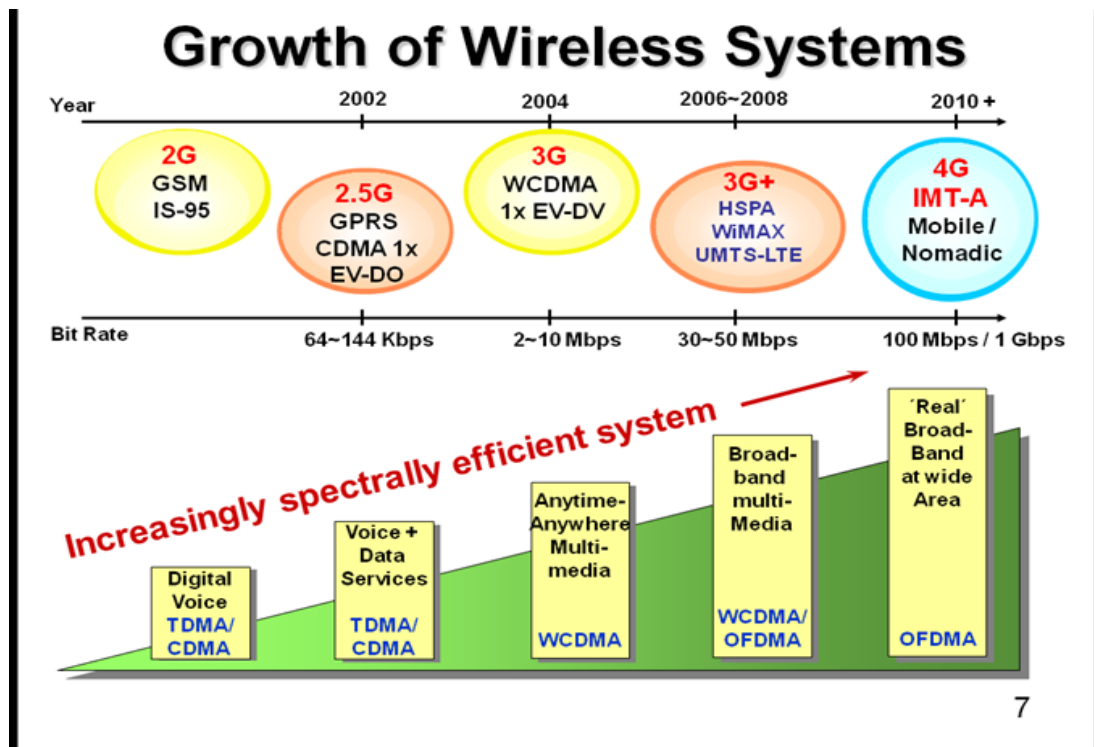 Growth of Wireless Systems
Year
2002
2004
2006~2008
2010 +
2G
GSM
IS-95
2.5G
GPRS
CDMA 1x
EV-DO
3G
WCDMA
1x EV-DV
3G+
HSPA
WiMAX
UMTS-LTE
4G
IMT-A
Mobile /
Nomadic
Bit Rate
64~144 Kbps
2~10 Mbps
30~50 Mbps
100 Mbps / 1 Gbps
Increasingly spectrally efficient system
Digital
Voice
TDMA/
CDMA
Voice +
Data
Services
TDMA/
CDMA
Anytime-
Anywhere
Multi-
media
WCDMA
Broad-
band
multi-
Media
WCDMA/
OFDMA
´Real´
Broad-
Band
at wide
Area
OFDMA
7